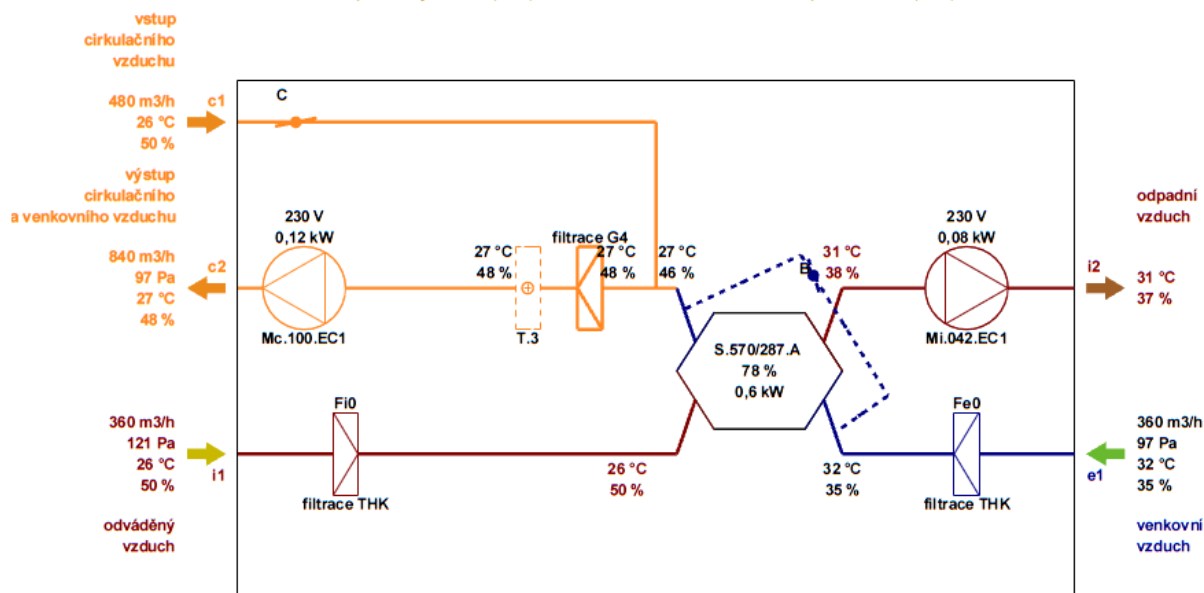 vstup
cirkulačního
vzduchu
480 m3/h
c1
26 °C
50 %
C
výstup
cirkulačního
a venkovního vzduchu
840 m3/h
97 Pa
c2
27 °C
48 %
230 V
0,12 kW
Mc.100.EC1
27 °C
48 %
T.3
filtrace G4
27 °C
48 %
27 °C
46 %
B
31 °C
38 %
230 V
0,08 kW
Mi.042.EC1
odpadní
vzduch
i2
31 °C
37 %
S.570/287.A
78 %
0,6 kW
360 m3/h
121 Pa
26 °C
50 %
i1
Fi0
filtrace THK
26 °C
50 %
32 °C
35 %
Fe0
filtrace THK
e1
360 m3/h
97 Pa
32 °C
35 %
odváděný
vzduch
venkovní
vzduch